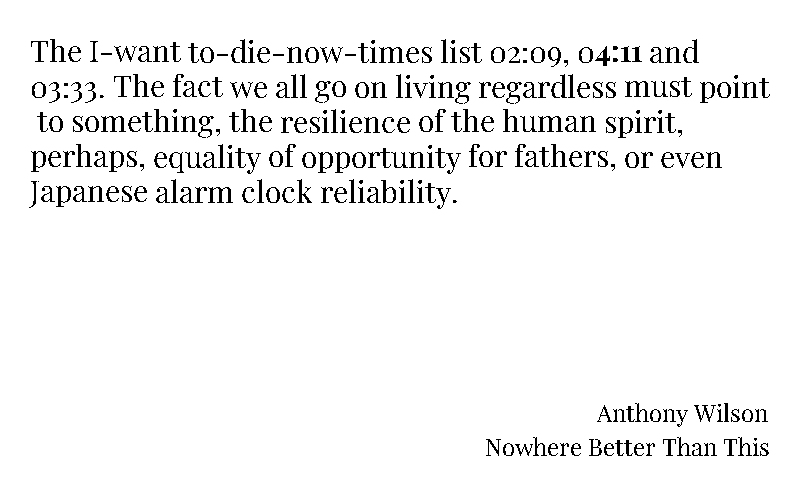 The I-want to-die-now-times list 02:09, 04:11 and
03:33. The fact we all go on living regardless must point
to something, the resilience of the human spirit,
perhaps, equality of opportunity for fathers, or even
Japanese alarm clock reliability.
Anthony Wilson
Nowhere Better Than This